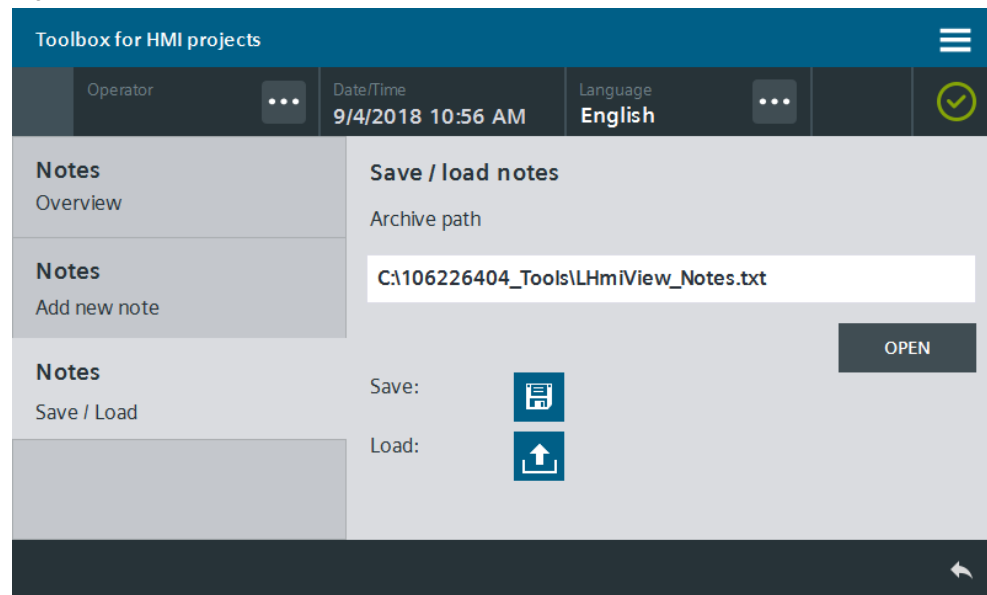 Toolbox for HMI projects
Operator
Date/Time
9/4/2018 10:56 AM
Language
English
Notes
Overview
Notes
Add new note
Notes
Save / Load
Save / load notes
Archive path
C:\106226404_Tools\LHmiView_Notes.txt
OPEN
Save:
Load: